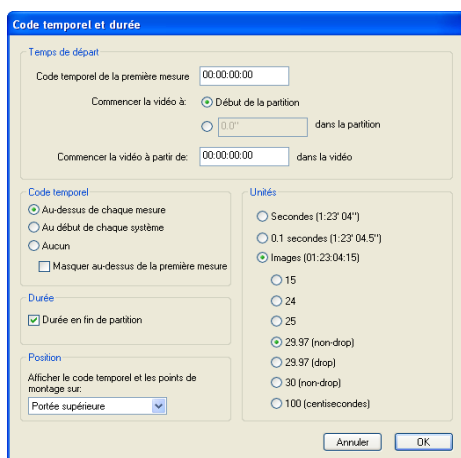 Code temporel et durée
Temps de départ
Code temporel de la première mesure 00:00:00:00
Commencer la vidéo à: Début de la partition
0.0" dans la partition
Commencer la vidéo à partir de: 00:00:00:00 dans la vidéo
Code temporel
Au-dessus de chaque mesure
Au début de chaque système
Aucun
Masquer au-dessus de la première mesure
Durée
Durée en fin de partition
Position
Afficher le code temporel et les points de
montage sur:
Portée supérieure
Unités
Secondes (1:23' 04")
0.1 secondes (1:23' 04.5")
Images (01:23:04:15)
15
24
25
29.97 (non-drop)
29.97 (drop)
30 (non-drop)
100 (centisecondes)
Annuler
OK